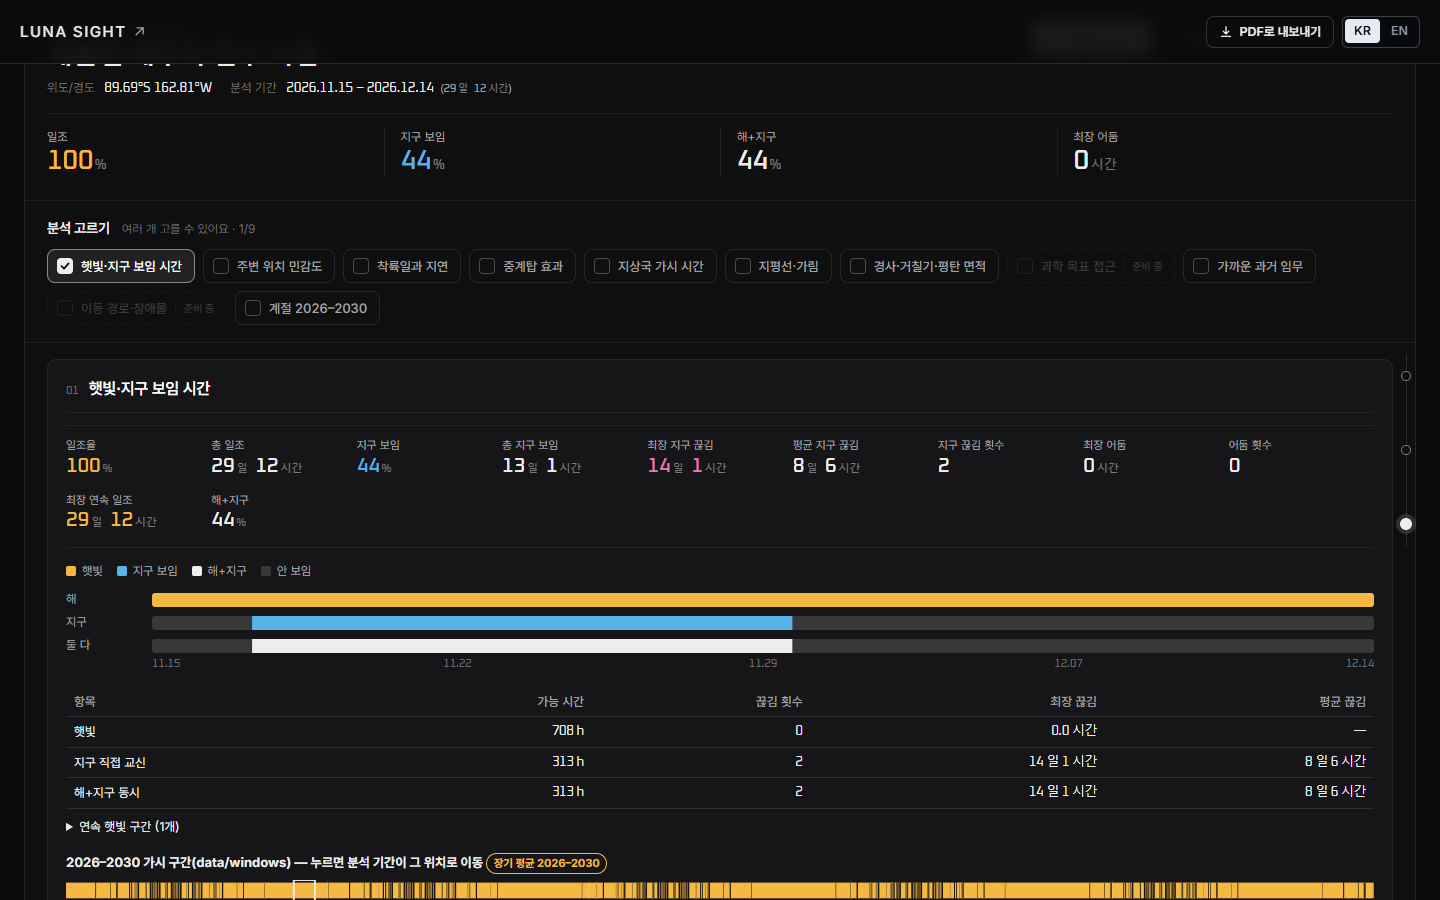 LUNA SIGHT ↗
PDF로 내보내기
KR EN
위도/경도 89.69°S 162.81°W 분석 기간 2026.11.15 – 2026.12.14 (29 일 12 시간)
일조 지구 보임 해+지구 최장 어둠
100% 44% 44% 0시간
분석 고르기 여러 개 고를 수 있어요 · 1/9
햇빛·지구 보임 시간 주변 위치 민감도 착륙일과 지연 중계탑 효과 지상국 가시 시간 지평선·가림 경사·거칠기·평탄 면적 과학 목표 접근 준비 중 가까운 과거 임무
이동 경로·장애물 준비 중 계절 2026–2030
01 햇빛·지구 보임 시간
일조율 총 일조 지구 보임 총 지구 보임 최장 지구 끊김 평균 지구 끊김 지구 끊김 횟수 최장 어둠 어둠 횟수
100% 29일 12시간 44% 13일 1시간 14일 1시간 8일 6시간 2 0시간 0
최장 연속 일조 해+지구
29일 12시간 44%
햇빛 지구 보임 해+지구 안 보임
해
지구
둘 다
11.15 11.22 11.29 12.07 12.14
항목 가능 시간 끊김 횟수 최장 끊김 평균 끊김
햇빛 708 h 0 0.0 시간 —
지구 직접 교신 313 h 2 14 일 1 시간 8 일 6 시간
해+지구 동시 313 h 2 14 일 1 시간 8 일 6 시간
▶ 연속 햇빛 구간 (1개)
2026–2030 가시 구간(data/windows) — 누르면 분석 기간이 그 위치로 이동 장기 평균 2026–2030